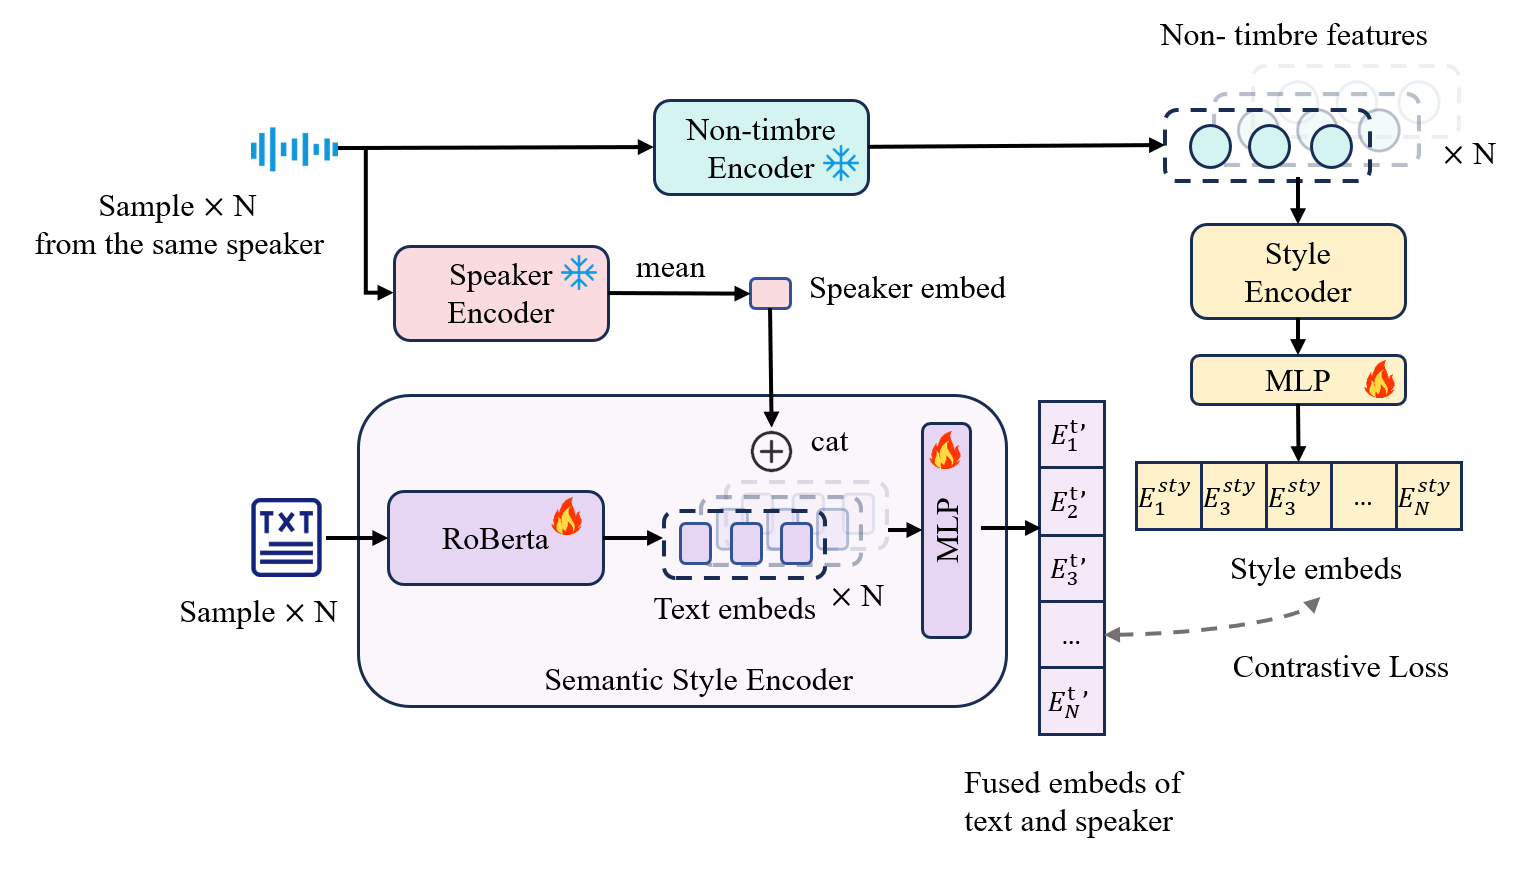 Non- timbre features
Non-timbre
Encoder
× N
Sample × N
from the same speaker
Speaker
Encoder
mean
Speaker embed
Style
Encoder
MLP
cat
E_1^{t’}
E_2^{t’}
E_3^{t’}
...
E_N^{t’}
E_1^{sty}
E_3^{sty}
E_3^{sty}
...
E_N^{sty}
TXT
RoBerta
MLP
Sample × N
Text embeds × N
Style embeds
Semantic Style Encoder
Contrastive Loss
Fused embeds of
text and speaker